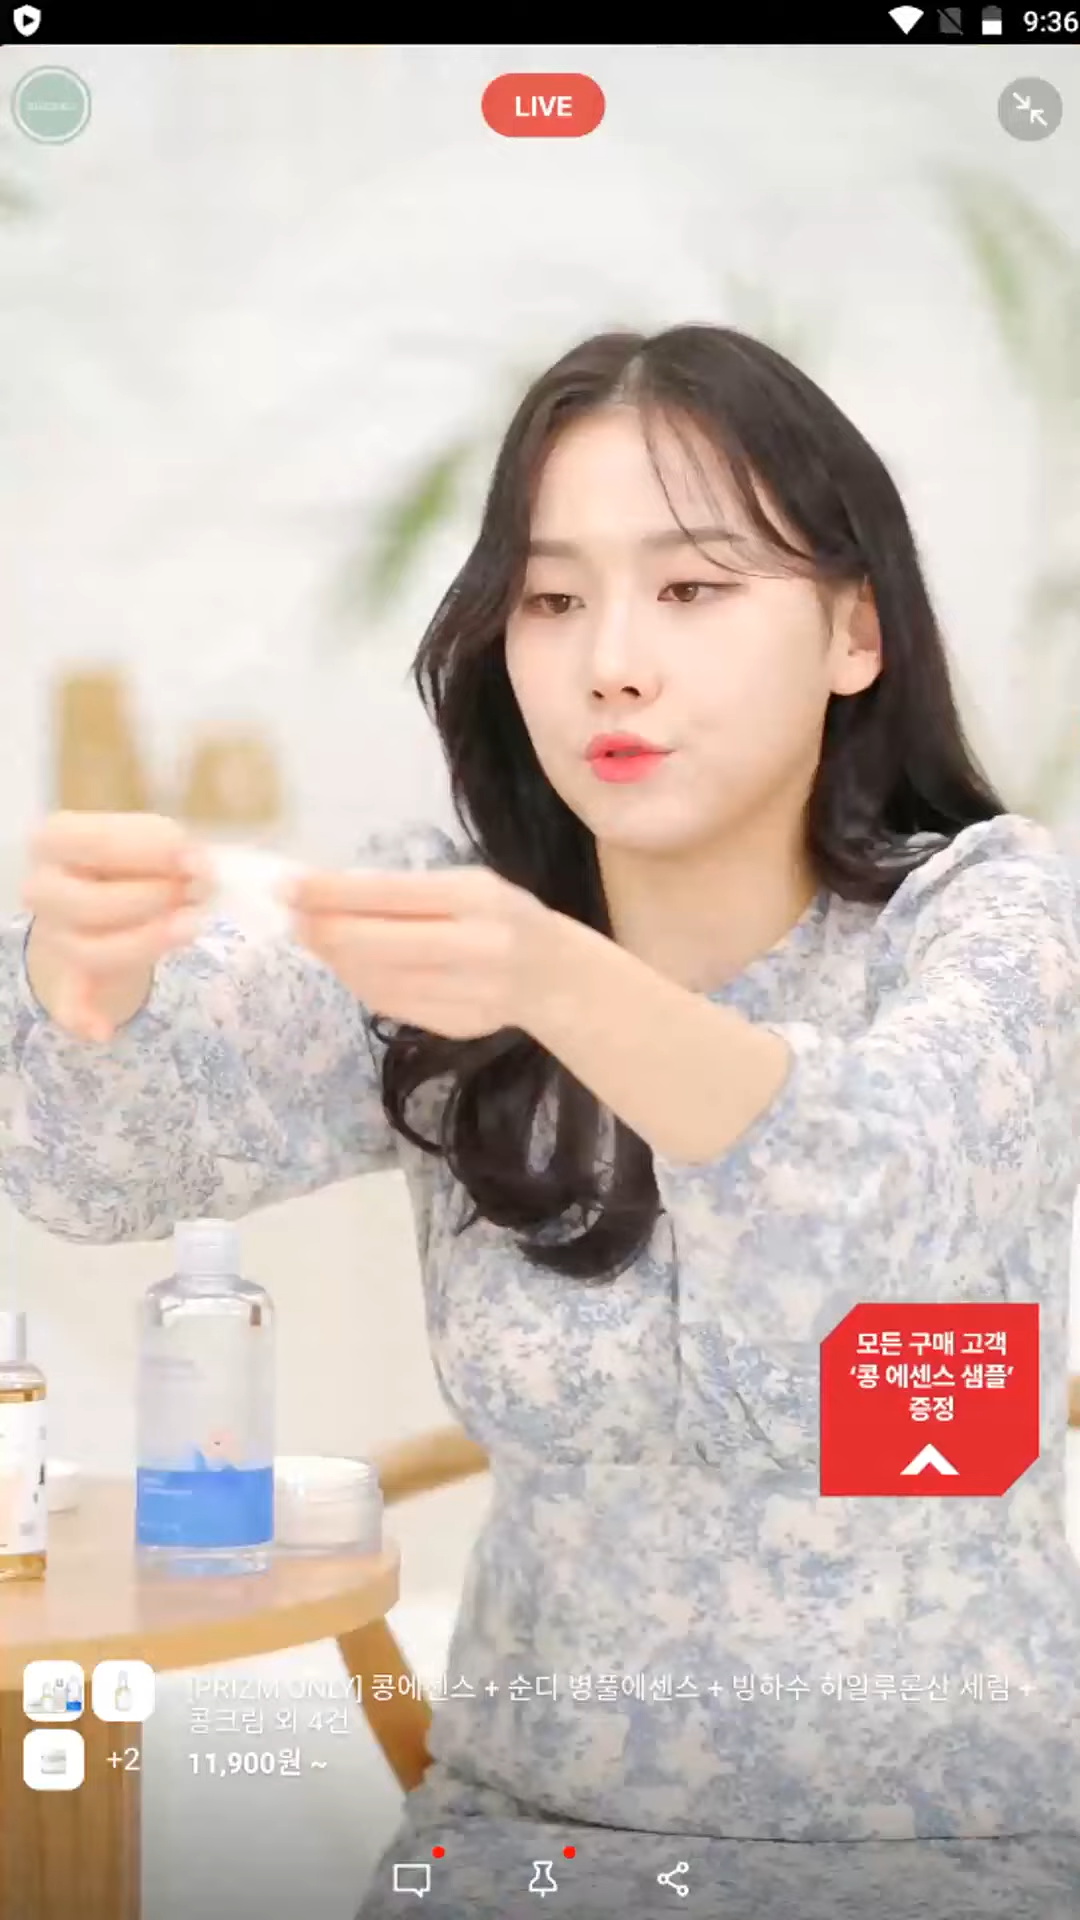 9:36
LIVE
모든 구매 고객
‘콩 에센스 샘플’
증정
[PRIZM ONLY] 콩에센스 + 순디 병풀에센스 + 빙하수 히알루론산 세럼 +
콩크림 외 4건
+2
11,900원 ~